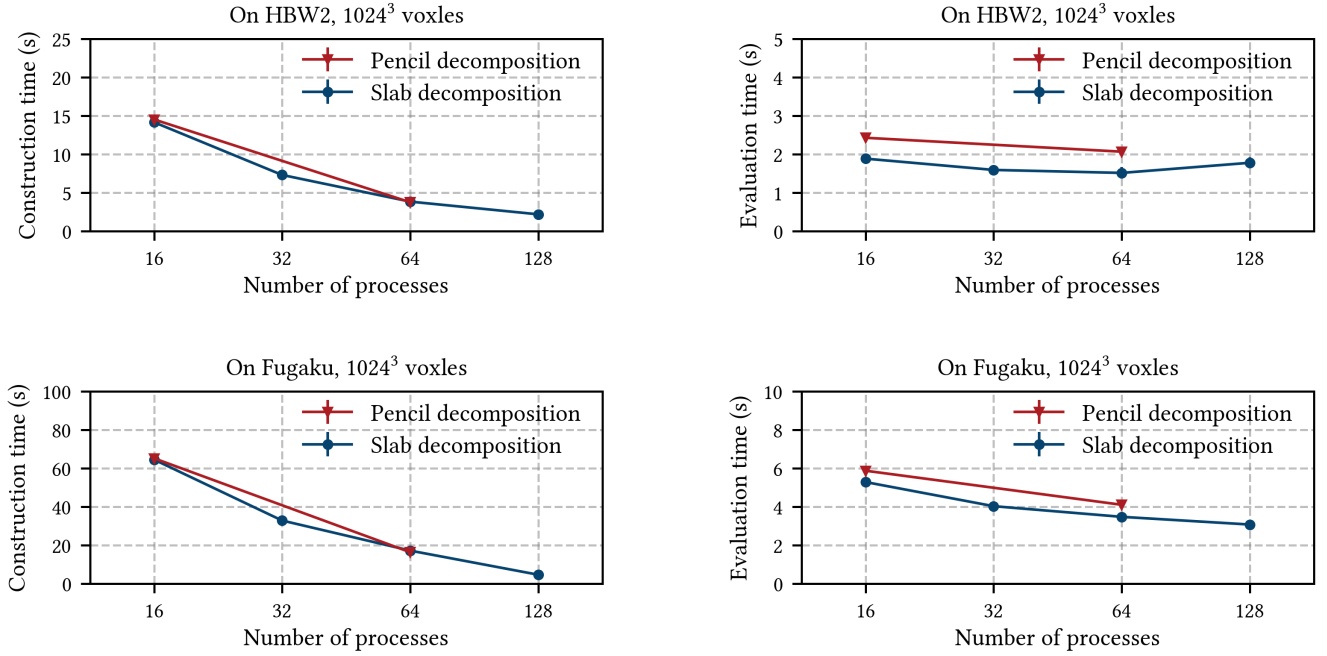 On HBW2, 1024³ voxles
Construction time (s)
25
20
15
10
5
0
Pencil decomposition
Slab decomposition
16 32 64 128
Number of processes
On HBW2, 1024³ voxles
Evaluation time (s)
5
4
3
2
1
0
Pencil decomposition
Slab decomposition
16 32 64 128
Number of processes
On Fugaku, 1024³ voxles
Construction time (s)
100
80
60
40
20
0
Pencil decomposition
Slab decomposition
16 32 64 128
Number of processes
On Fugaku, 1024³ voxles
Evaluation time (s)
10
8
6
4
2
0
Pencil decomposition
Slab decomposition
16 32 64 128
Number of processes